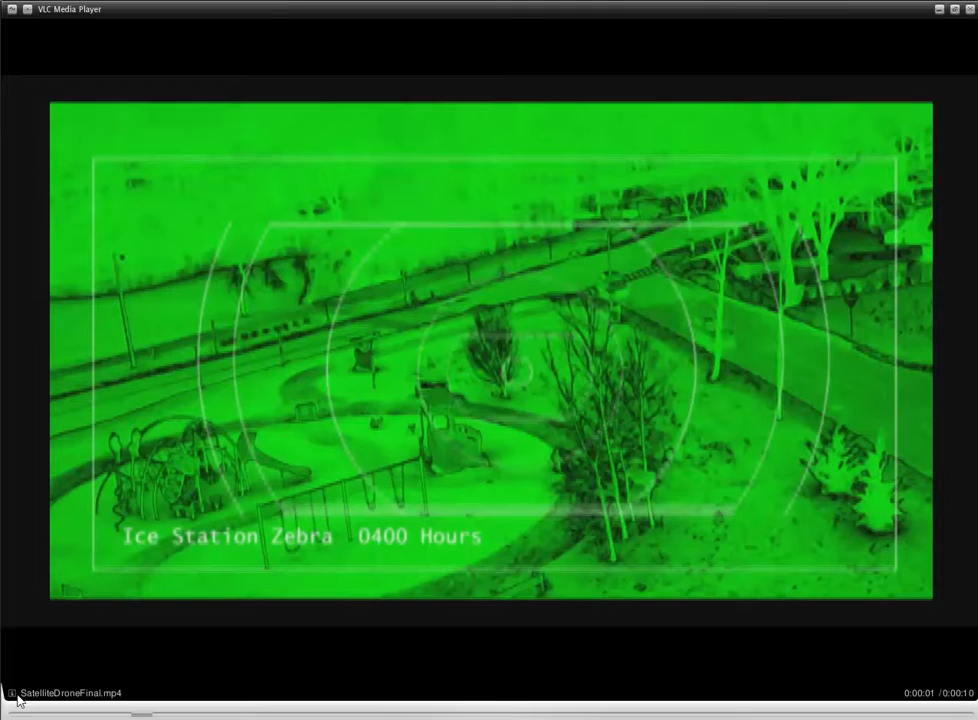 VLC Media Player
Ice Station Zebra 0400 Hours
SatelliteDroneFinal.mp4
0:00:01 /0:00:10